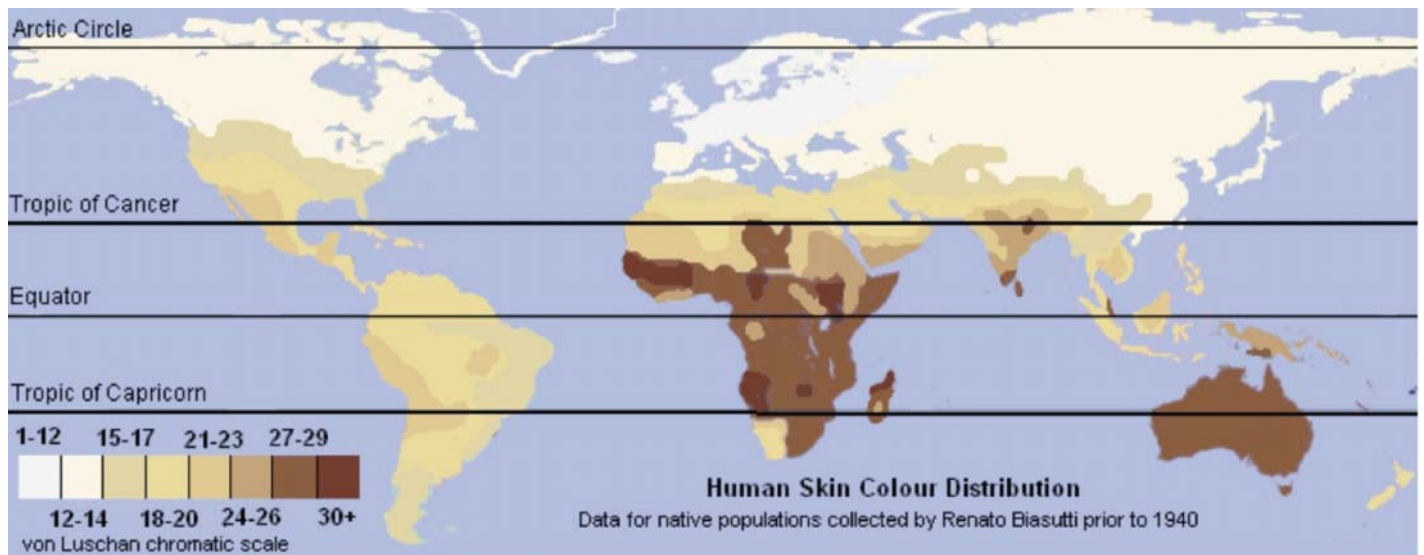 Arctic Circle
Tropic of Cancer
Equator
Tropic of Capricorn
1-12 15-17 21-23 27-29
12-14 18-20 24-26 30+
von Luschan chromatic scale
Human Skin Colour Distribution
Data for native populations collected by Renato Biasutti prior to 1940